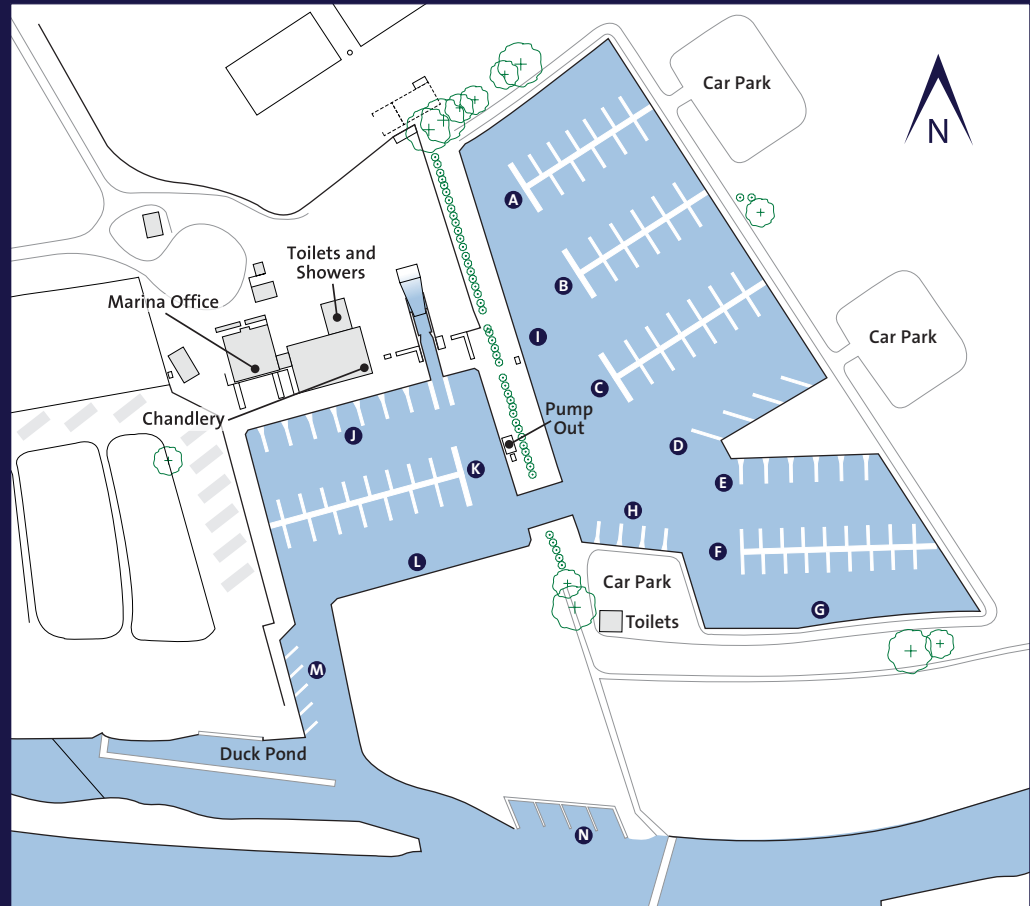 Car Park
N
A
Toilets and
Showers
B
Marina Office
I
Car Park
C
Chandlery
Pump
Out
J
D
K
E
H
F
L
Car Park
G
Toilets
M
Duck Pond
N